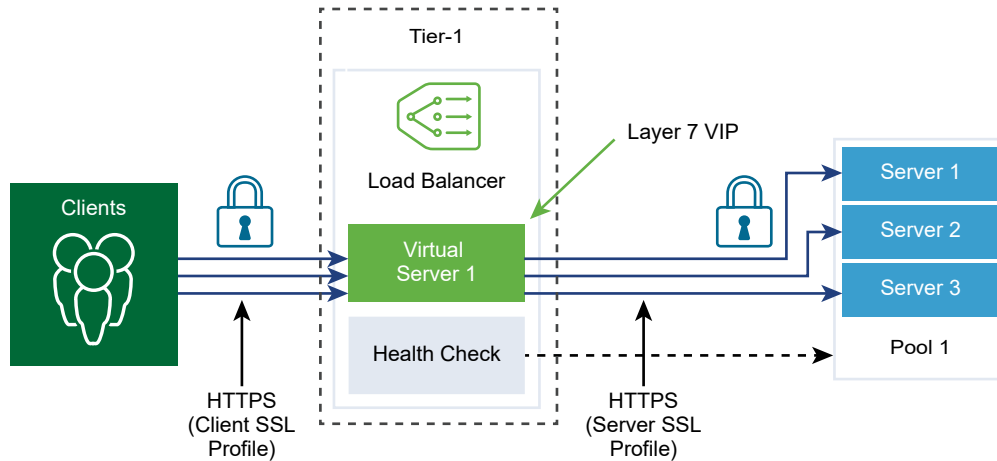 Tier-1
Load Balancer
Layer 7 VIP
Clients
Virtual
Server 1
Health Check
Server 1
Server 2
Server 3
Pool 1
HTTPS
(Client SSL
Profile)
HTTPS
(Server SSL
Profile)